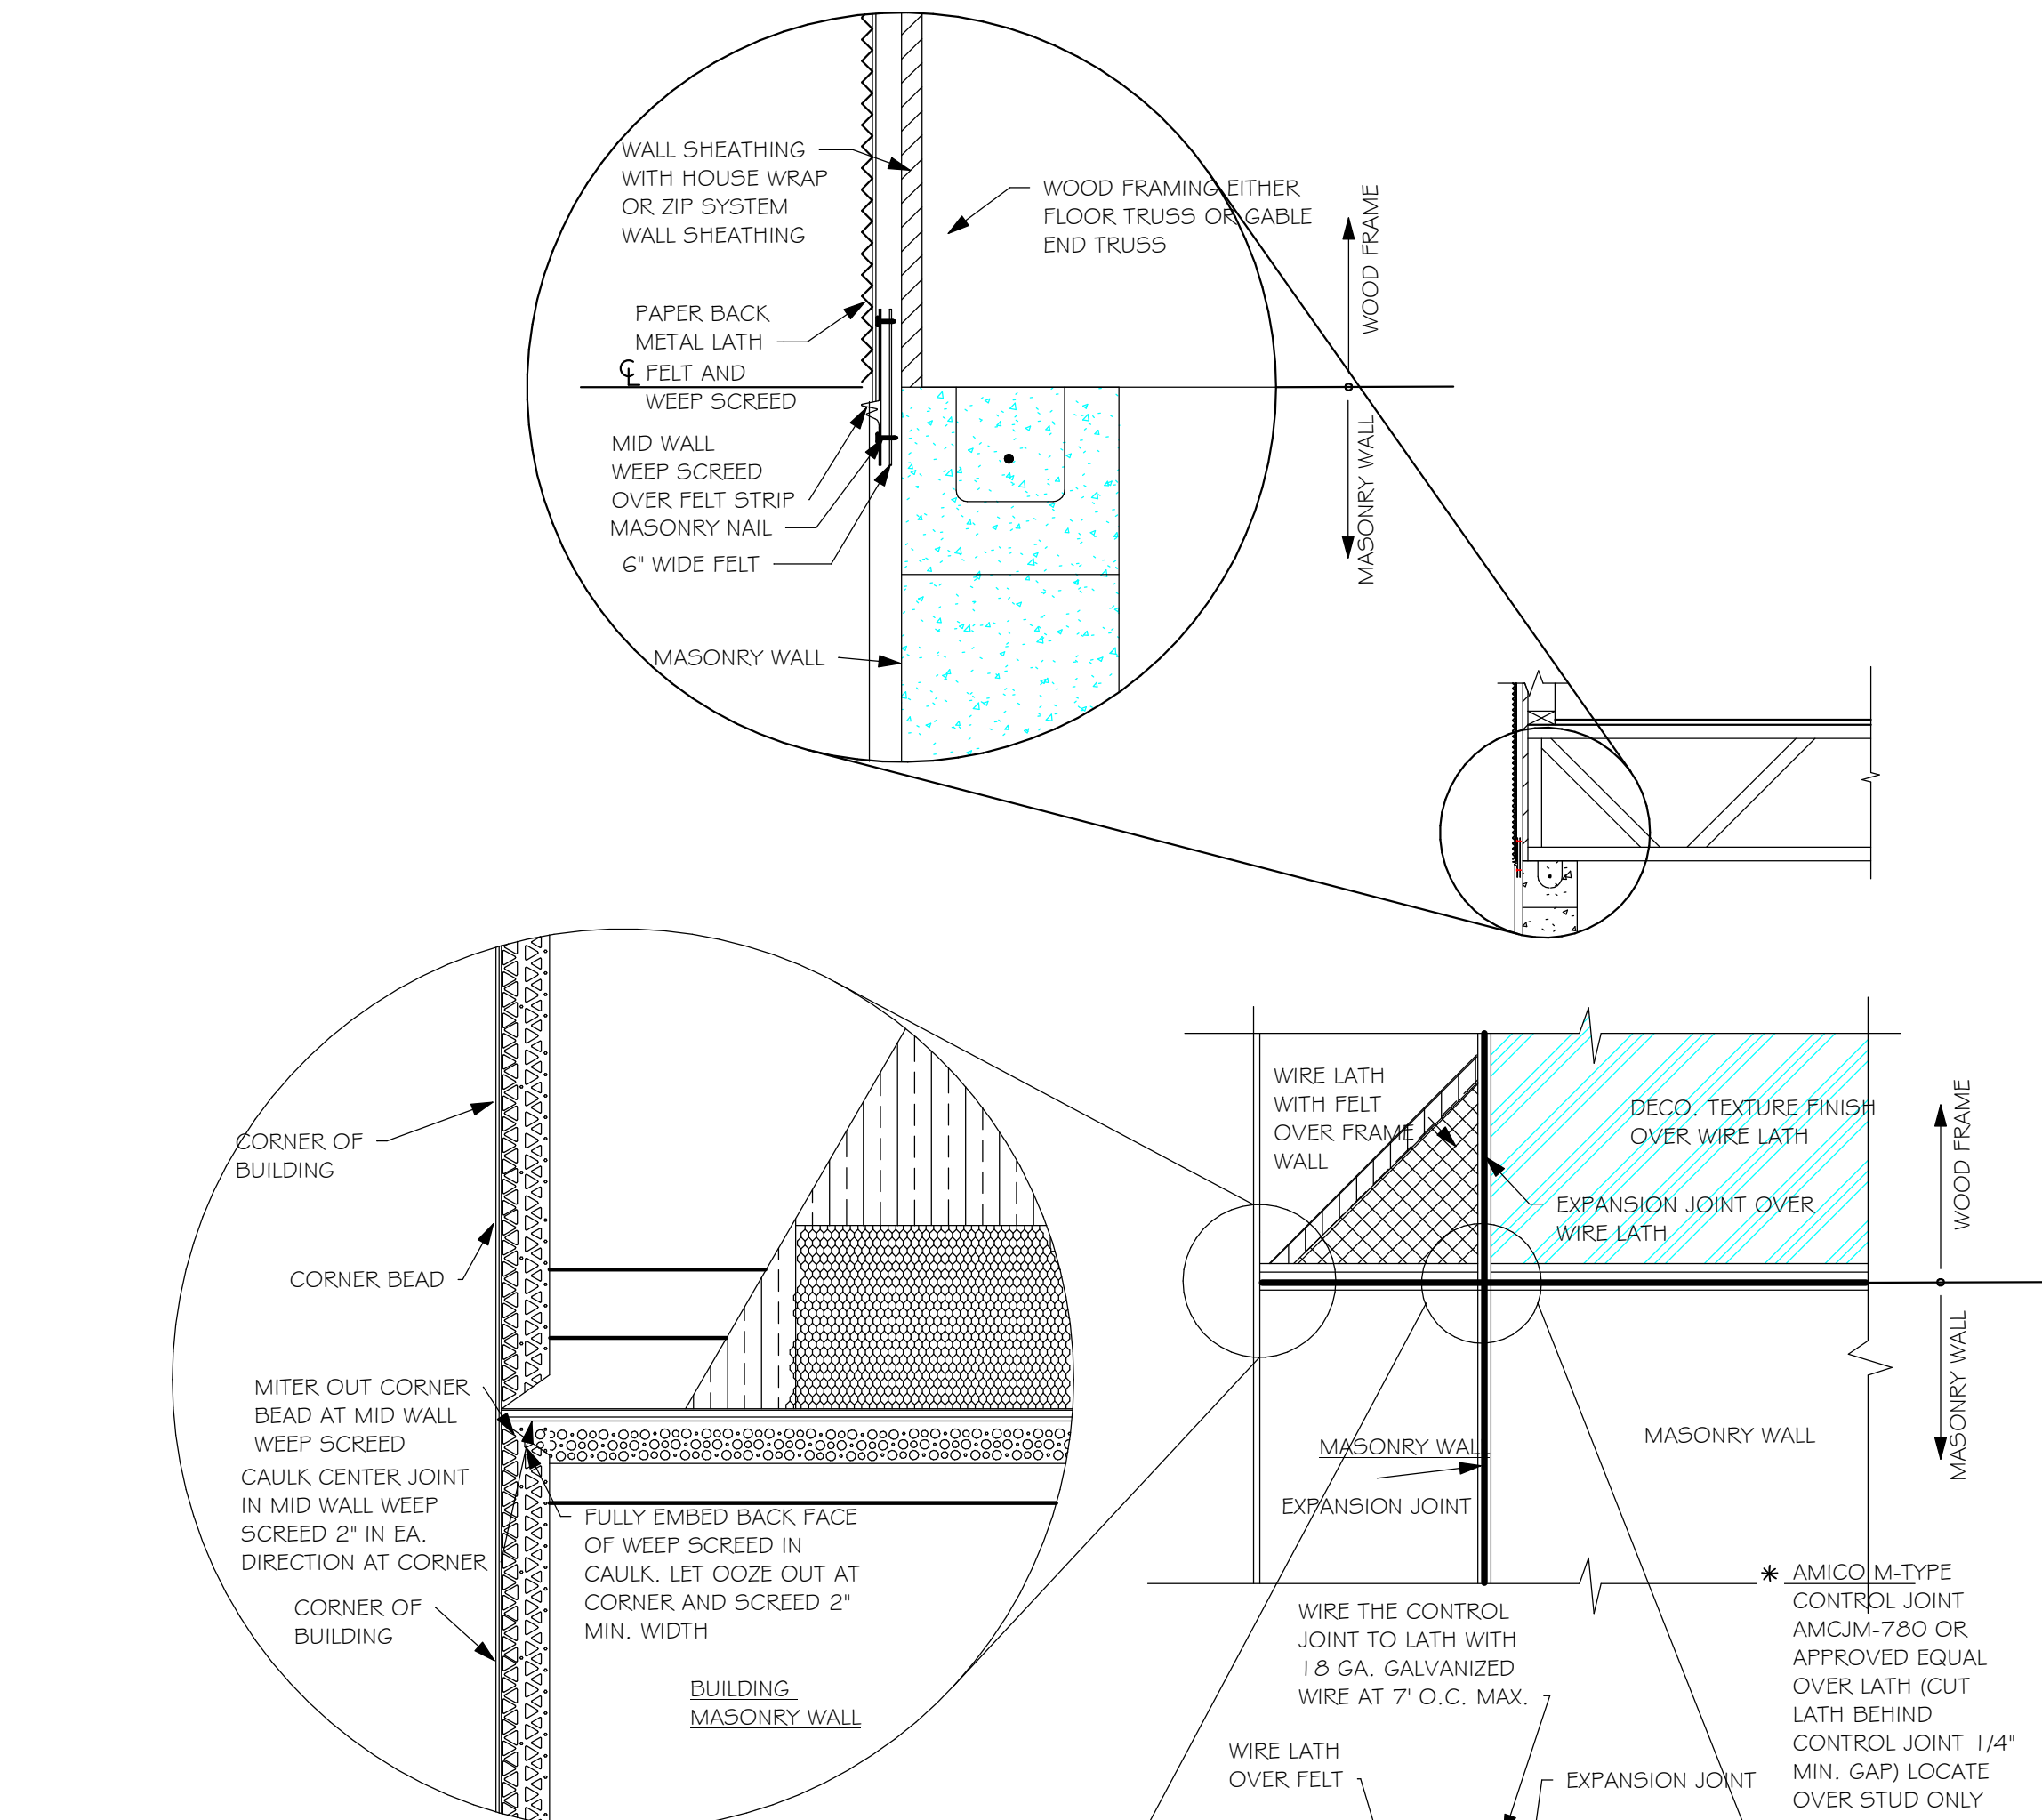 WALL SHEATHING
WITH HOUSE WRAP
OR ZIP SYSTEM
WALL SHEATHING
WOOD FRAMING EITHER
FLOOR TRUSS OR GABLE
END TRUSS
WOOD FRAME
PAPER BACK
METAL LATH
℄ FELT AND
WEEP SCREED
MID WALL
WEEP SCREED
OVER FELT STRIP
MASONRY NAIL
6" WIDE FELT
MASONRY WALL
MASONRY WALL
CORNER OF
BUILDING
CORNER BEAD
MITER OUT CORNER
BEAD AT MID WALL
WEEP SCREED
CAULK CENTER JOINT
IN MID WALL WEEP
SCREED 2" IN EA.
DIRECTION AT CORNER
CORNER OF
BUILDING
FULLY EMBED BACK FACE
OF WEEP SCREED IN
CAULK. LET OOZE OUT AT
CORNER AND SCREED 2"
MIN. WIDTH
BUILDING
MASONRY WALL
WIRE LATH
WITH FELT
OVER FRAME
WALL
DECO. TEXTURE FINISH
OVER WIRE LATH
EXPANSION JOINT OVER
WIRE LATH
WOOD FRAME
MASONRY WALL
MASONRY WALL
MASONRY WALL
EXPANSION JOINT
WIRE THE CONTROL
JOINT TO LATH WITH
18 GA. GALVANIZED
WIRE AT 7' O.C. MAX.
* AMICO M-TYPE
CONTROL JOINT
AMCJM-780 OR
APPROVED EQUAL
OVER LATH (CUT
LATH BEHIND
CONTROL JOINT 1/4"
MIN. GAP) LOCATE
OVER STUD ONLY
WIRE LATH
OVER FELT
EXPANSION JOINT